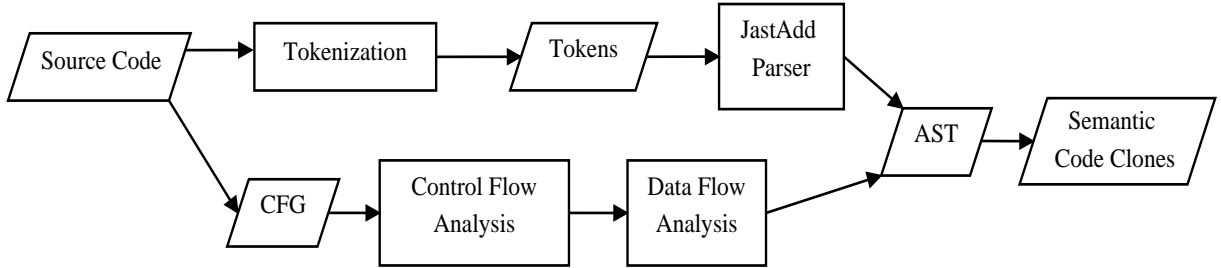 Source Code
Tokenization
Tokens
JastAdd
Parser
AST
Semantic
Code Clones
CFG
Control Flow
Analysis
Data Flow
Analysis